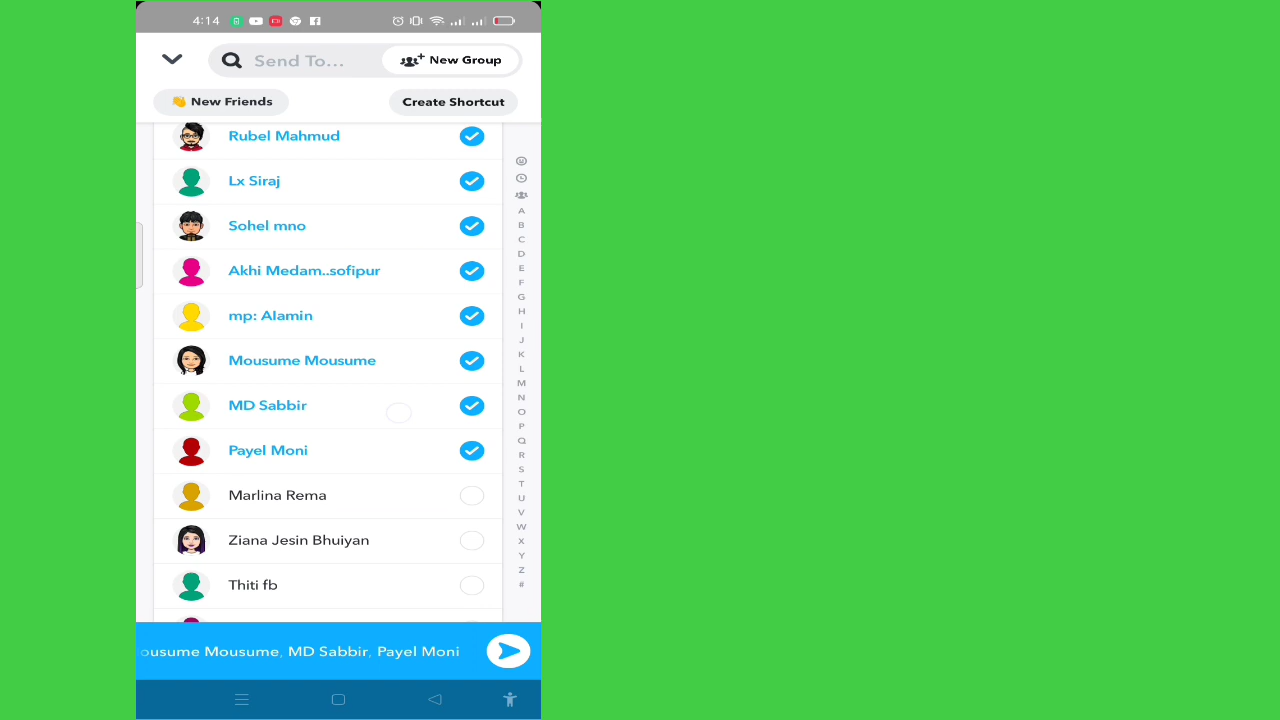 4:14
Send To...
New Group
👋 New Friends
Create Shortcut
Rubel Mahmud
Lx Siraj
Sohel mno
Akhi Medam..sofipur
mp: Alamin
Mousume Mousume
MD Sabbir
Payel Moni
Marlina Rema
Ziana Jesin Bhuiyan
Thiti fb
A
B
C
D
E
F
G
H
I
J
K
L
M
N
O
P
Q
R
S
T
U
V
W
X
Y
Z
#
ousume Mousume, MD Sabbir, Payel Moni